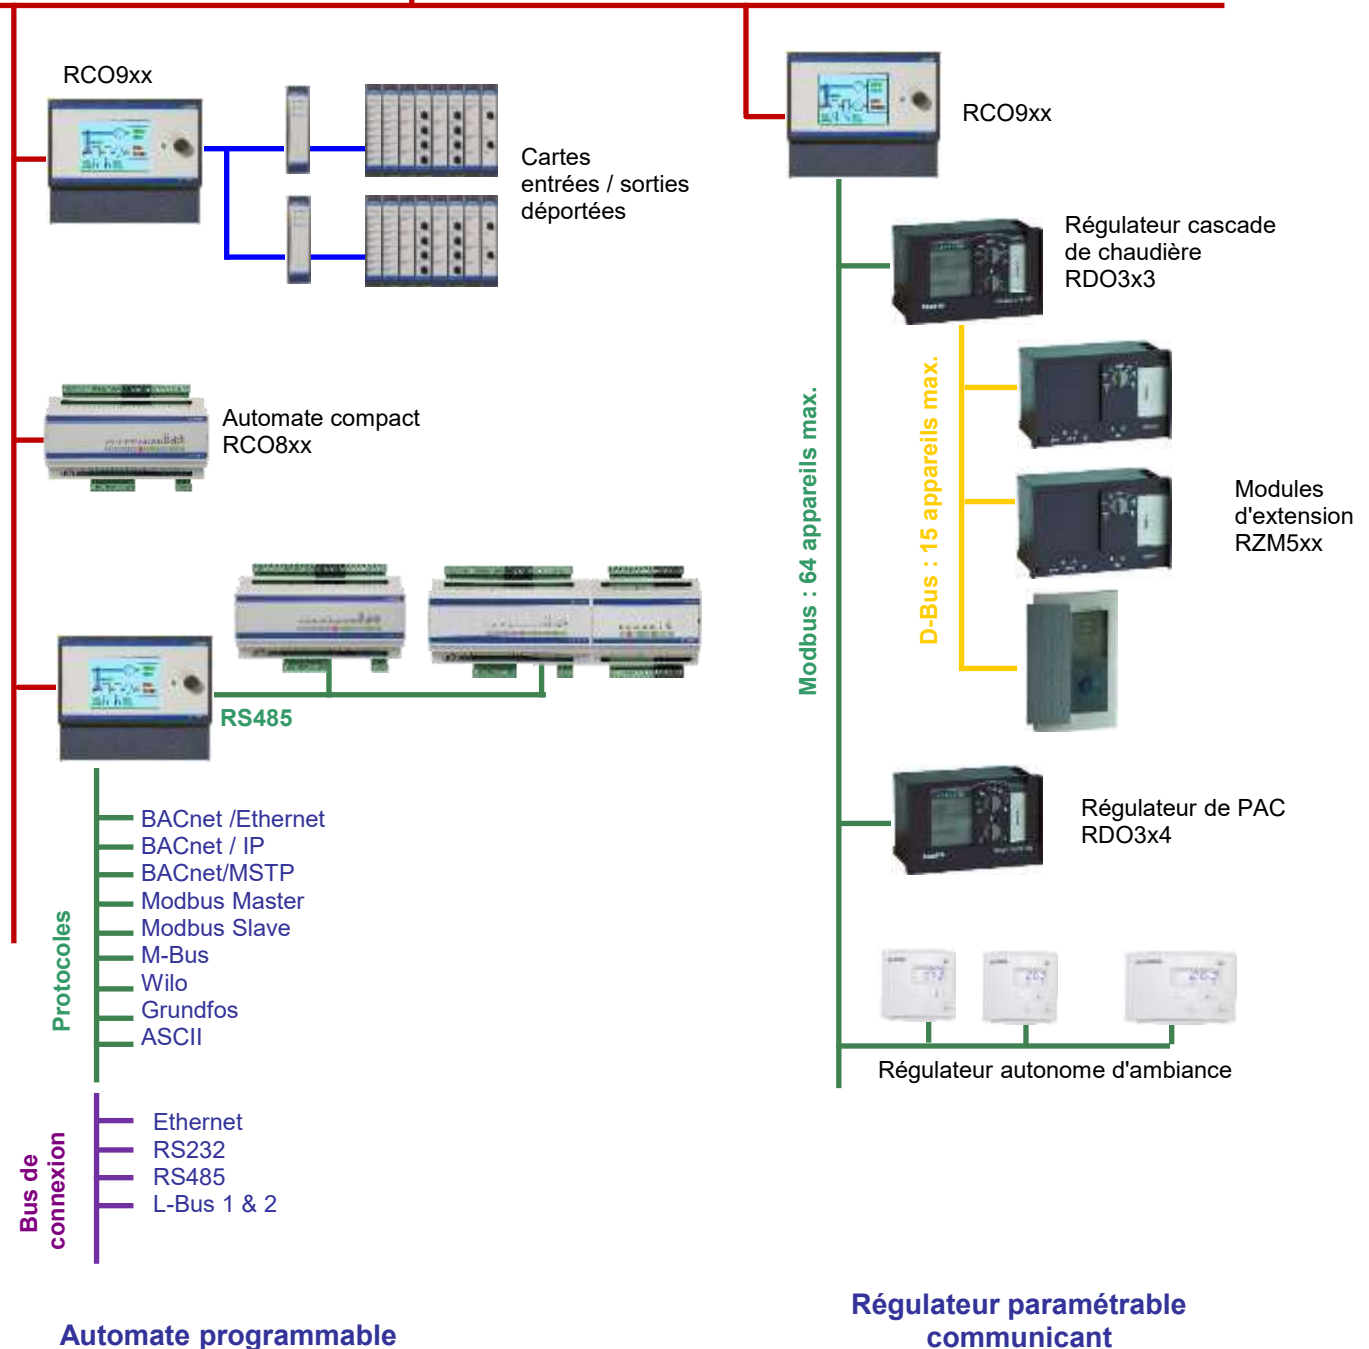 RCO9xx
Cartes
entrées / sorties
déportées
Automate compact
RCO8xx
RS485
Protocoles
BACnet /Ethernet
BACnet / IP
BACnet/MSTP
Modbus Master
Modbus Slave
M-Bus
Wilo
Grundfos
ASCII
Bus de
connexion
Ethernet
RS232
RS485
L-Bus 1 & 2
Automate programmable
RCO9xx
Modbus : 64 appareils max.
Régulateur cascade
de chaudière
RDO3x3
D-Bus : 15 appareils max.
Modules
d'extension
RZM5xx
Régulateur de PAC
RDO3x4
Régulateur autonome d'ambiance
Régulateur paramétrable
communicant